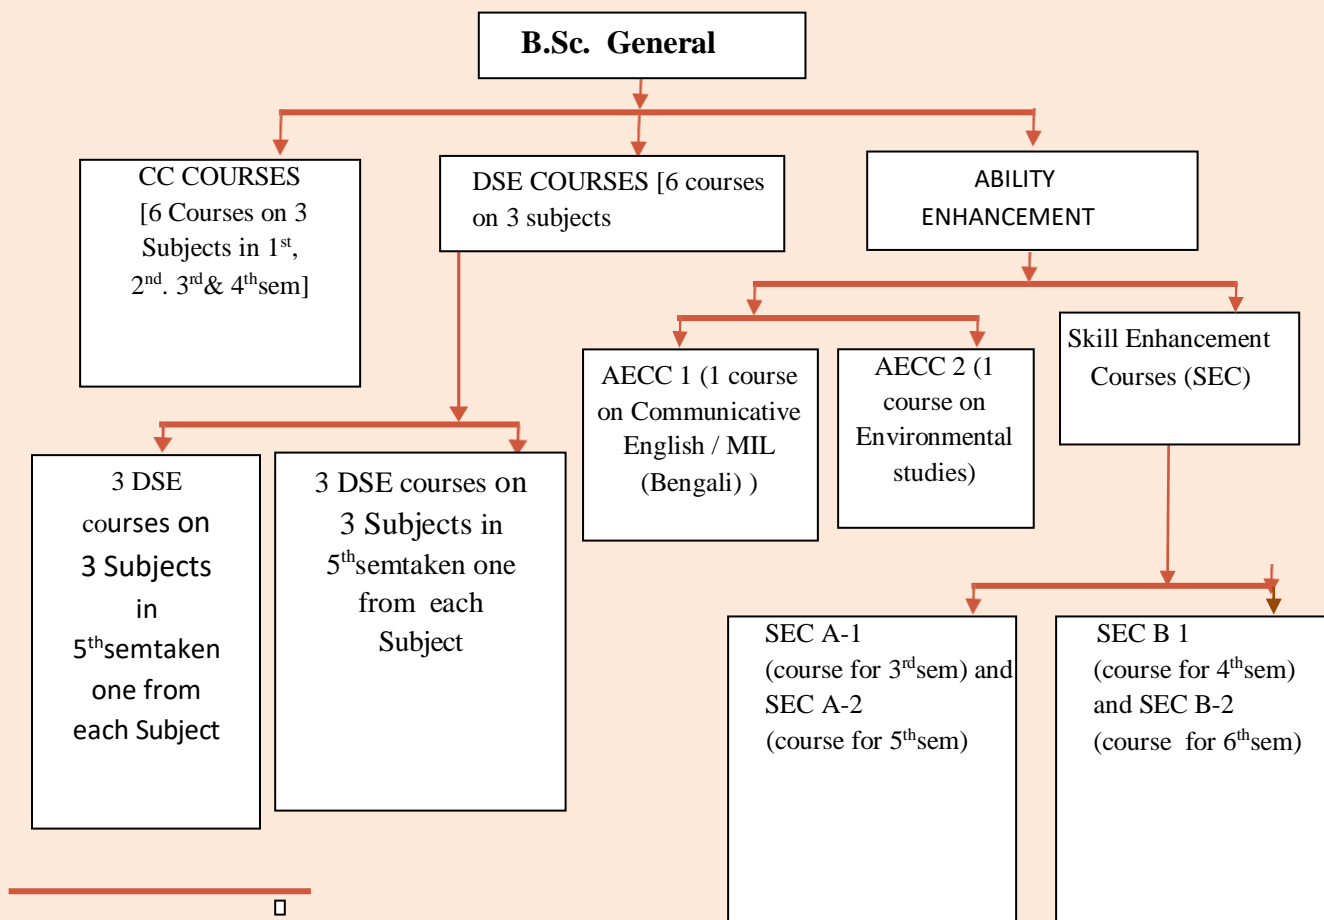 B.Sc. General
CC COURSES
[6 Courses on 3
Subjects in 1st,
2nd. 3rd& 4thsem]
DSE COURSES [6 courses
on 3 subjects
ABILITY
ENHANCEMENT
AECC 1 (1 course
on Communicative
English / MIL
(Bengali) )
AECC 2 (1
course on
Environmental
studies)
Skill Enhancement
Courses (SEC)
3 DSE
courses on
3 Subjects
in
5thsemtaken
one from
each Subject
3 DSE courses on
3 Subjects in
5thsemtaken one
from each
Subject
SEC A-1
(course for 3rdsem) and
SEC A-2
(course for 5thsem)
SEC B 1
(course for 4thsem)
and SEC B-2
(course for 6thsem)